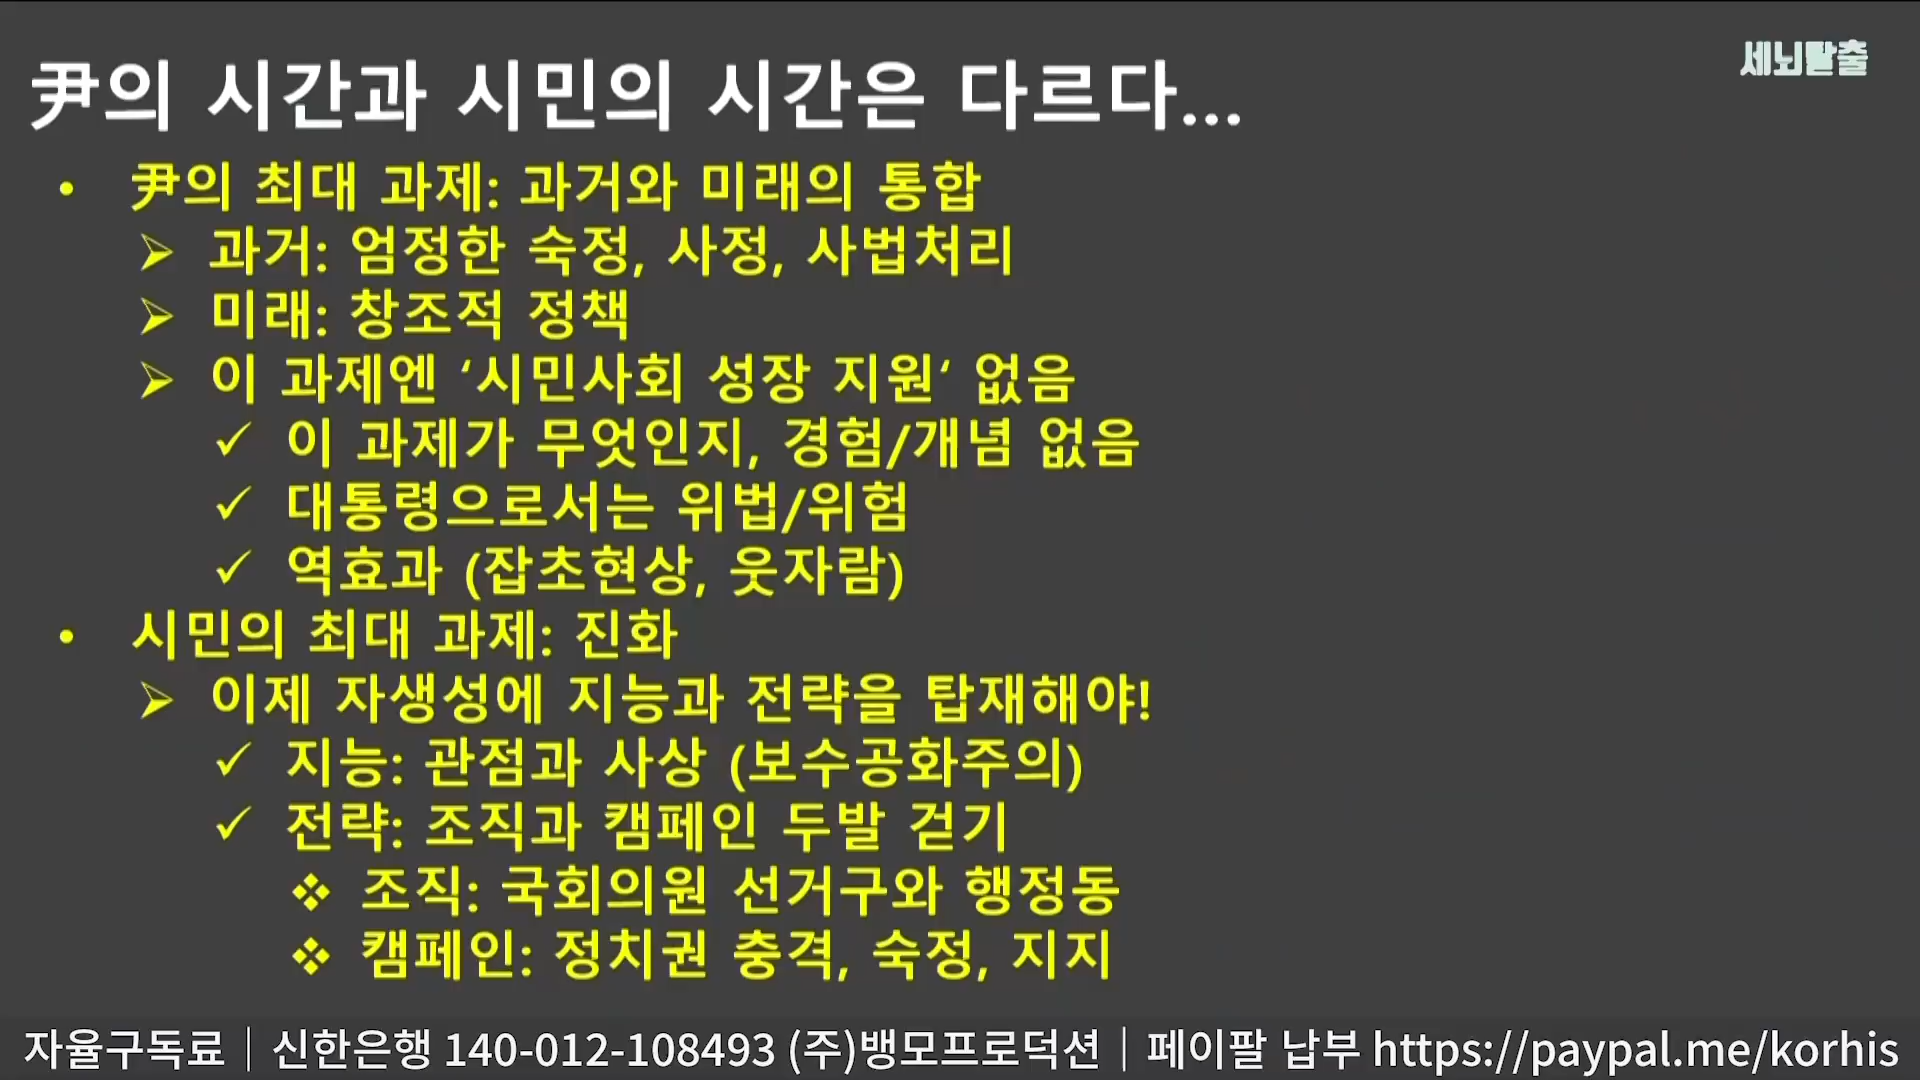 세뇌탈출
尹의 시간과 시민의 시간은 다르다...
• 尹의 최대 과제: 과거와 미래의 통합
➢ 과거: 엄정한 숙정, 사정, 사법처리
➢ 미래: 창조적 정책
➢ 이 과제엔 ‘시민사회 성장 지원‘ 없음
✓ 이 과제가 무엇인지, 경험/개념 없음
✓ 대통령으로서는 위법/위험
✓ 역효과 (잡초현상, 웃자람)
• 시민의 최대 과제: 진화
➢ 이제 자생성에 지능과 전략을 탑재해야!
✓ 지능: 관점과 사상 (보수공화주의)
✓ 전략: 조직과 캠페인 두발 걷기
❖ 조직: 국회의원 선거구와 행정동
❖ 캠페인: 정치권 충격, 숙정, 지지
자율구독료｜신한은행 140-012-108493 (주)뱅모프로덕션｜페이팔 납부 https://paypal.me/korhis